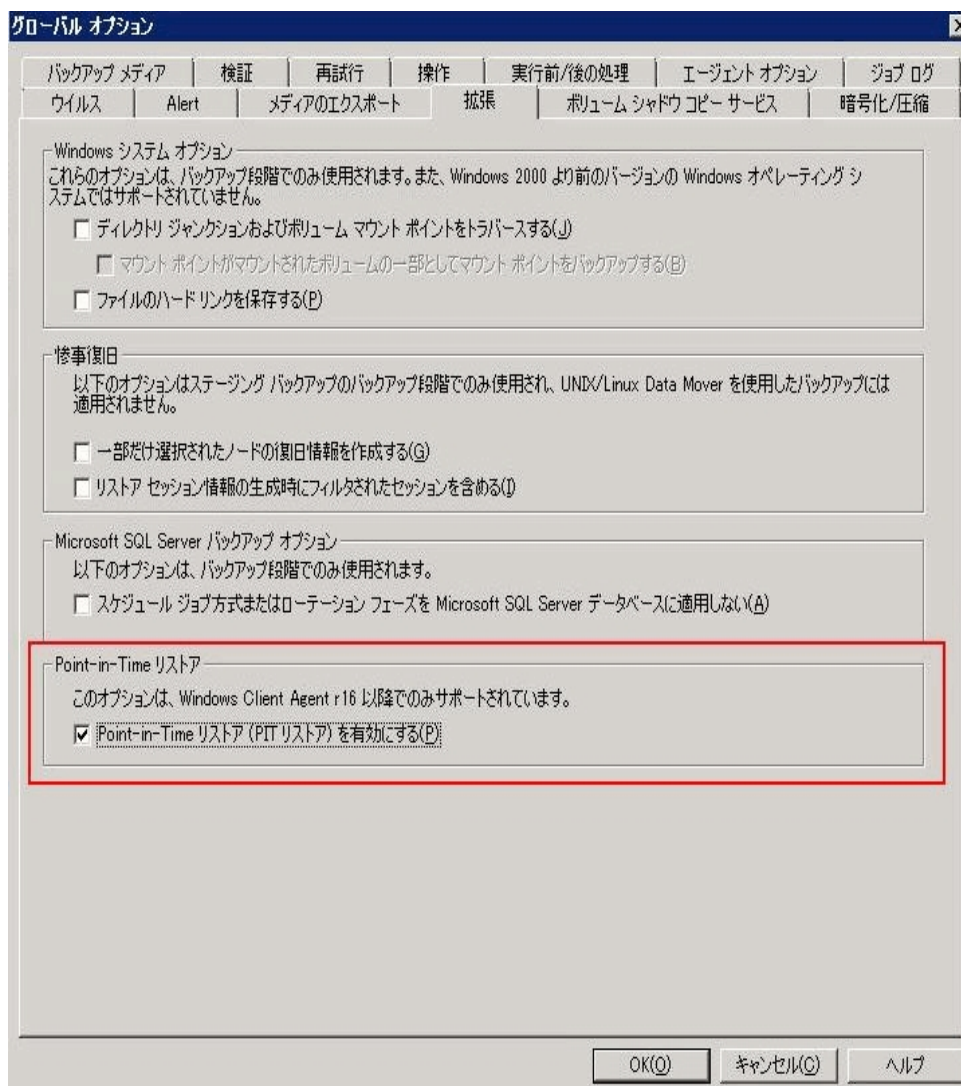 グローバル オプション
バックアップ メディア
検証
再試行
操作
実行前/後の処理
エージェント オプション
ジョブ ログ
ウイルス
Alert
メディアのエクスポート
拡張
ボリューム シャドウ コピー サービス
暗号化/圧縮
Windows システム オプション
これらのオプションは、バックアップ段階でのみ使用されます。また、Windows 2000 より前のバージョンの Windows オペレーティング シ
ステムではサポートされていません。
ディレクトリ ジャンクションおよびボリューム マウント ポイントをトラバースする(J)
マウント ポイントがマウントされたボリュームの一部としてマウント ポイントをバックアップする(B)
ファイルのハード リンクを保存する(P)
惨事復旧
以下のオプションはステージング バックアップのバックアップ段階でのみ使用され、UNIX/Linux Data Mover を使用したバックアップには
適用されません。
一部だけ選択されたノードの復旧情報を作成する(G)
リストア セッション情報の生成時にフィルタされたセッションを含める(I)
Microsoft SQL Server バックアップ オプション
以下のオプションは、バックアップ段階でのみ使用されます。
スケジュール ジョブ方式またはローテーション フェーズを Microsoft SQL Server データベースに適用しない(A)
Point-in-Time リストア
このオプションは、Windows Client Agent r16 以降でのみサポートされています。
Point-in-Time リストア (PIT リストア) を有効にする(P)
OK(O)
キャンセル(C)
ヘルプ